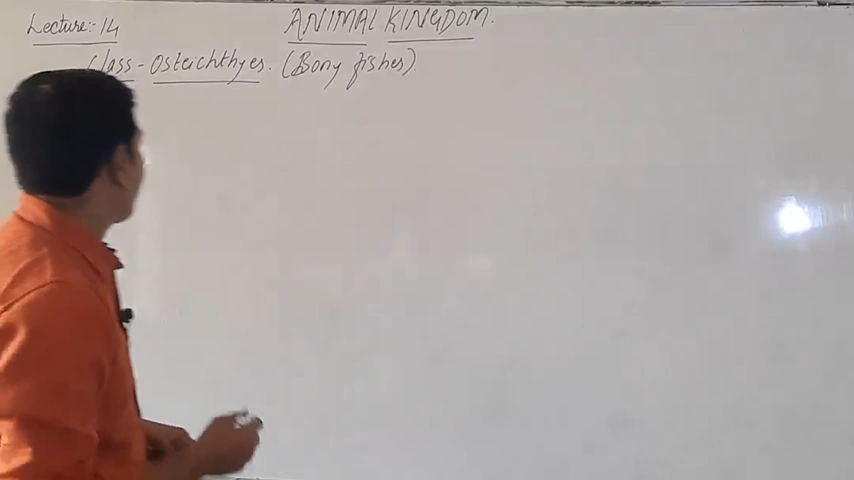 Lecture:- 14
ANIMAL KINGDOM.
Class - Osteichthyes. (Bony fishes).